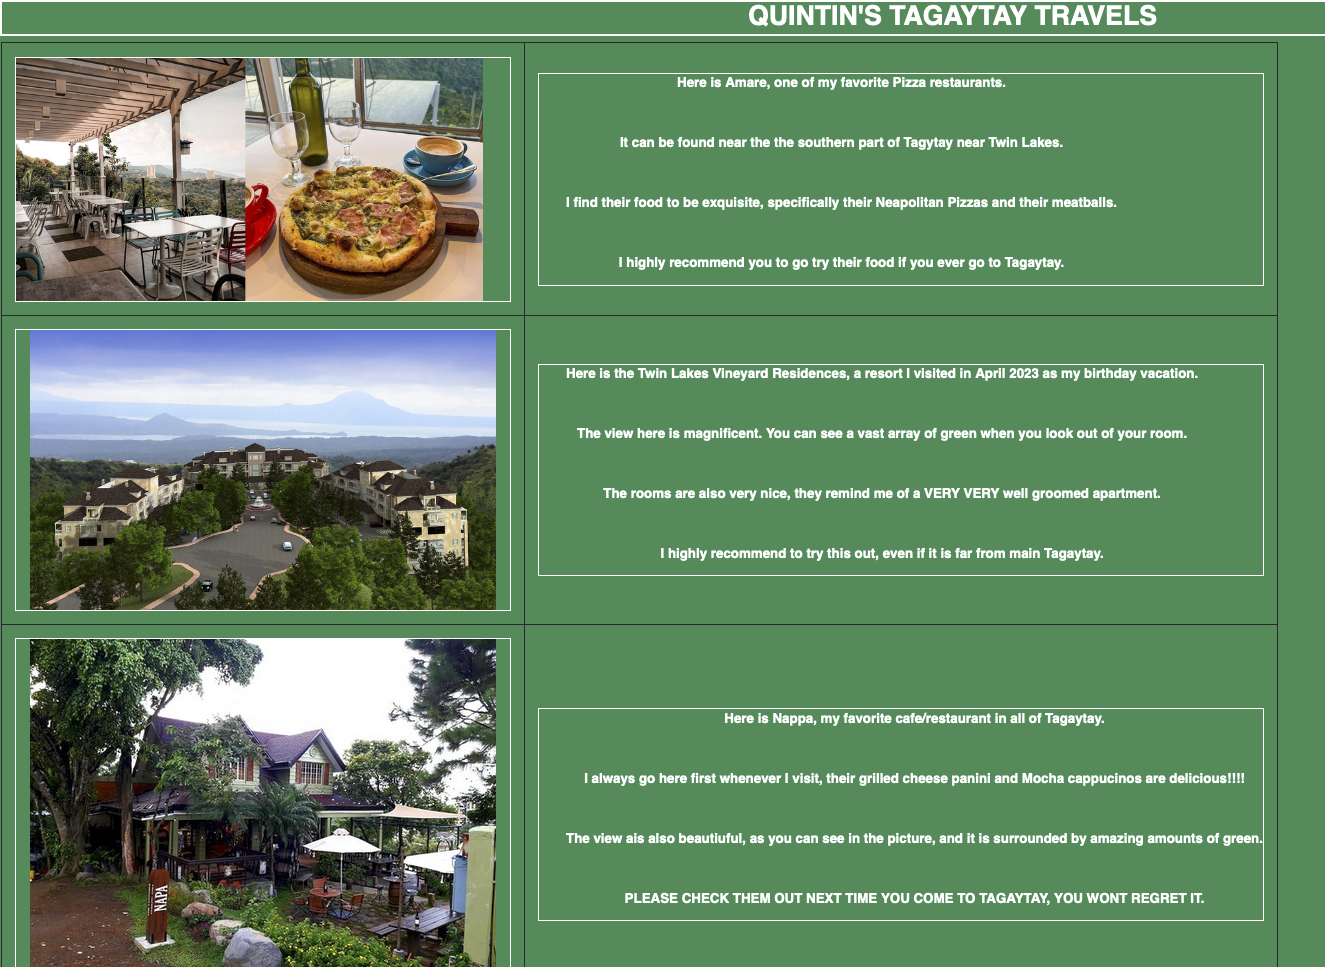 QUINTIN'S TAGAYTAY TRAVELS
Here is Amare, one of my favorite Pizza restaurants.
It can be found near the the southern part of Tagytay near Twin Lakes.
I find their food to be exquisite, specifically their Neapolitan Pizzas and their meatballs.
I highly recommend you to go try their food if you ever go to Tagaytay.
Here is the Twin Lakes Vineyard Residences, a resort I visited in April 2023 as my birthday vacation.
The view here is magnificent. You can see a vast array of green when you look out of your room.
The rooms are also very nice, they remind me of a VERY VERY well groomed apartment.
I highly recommend to try this out, even if it is far from main Tagaytay.
NAPA
Here is Nappa, my favorite cafe/restaurant in all of Tagaytay.
I always go here first whenever I visit, their grilled cheese panini and Mocha cappucinos are delicious!!!!
The view ais also beautiuful, as you can see in the picture, and it is surrounded by amazing amounts of green.
PLEASE CHECK THEM OUT NEXT TIME YOU COME TO TAGAYTAY, YOU WONT REGRET IT.